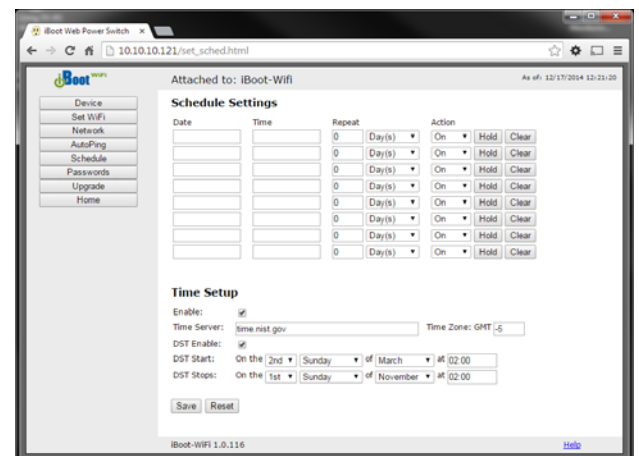 iBoot Web Power Switch
10.10.10.121/set_sched.html
iBoot WiFi
Attached to: iBoot-Wifi
As of: 12/17/2014 12:21:20
Device
Set WiFi
Network
AutoPing
Schedule
Passwords
Upgrade
Home
Schedule Settings
Date Time Repeat Action
0 Day(s) On Hold Clear
0 Day(s) On Hold Clear
0 Day(s) On Hold Clear
0 Day(s) On Hold Clear
0 Day(s) On Hold Clear
0 Day(s) On Hold Clear
0 Day(s) On Hold Clear
0 Day(s) On Hold Clear
Time Setup
Enable:
Time Server: time.nist.gov Time Zone: GMT -5
DST Enable:
DST Start: On the 2nd Sunday of March at 02:00
DST Stops: On the 1st Sunday of November at 02:00
Save Reset
iBoot-WiFi 1.0.116 Help